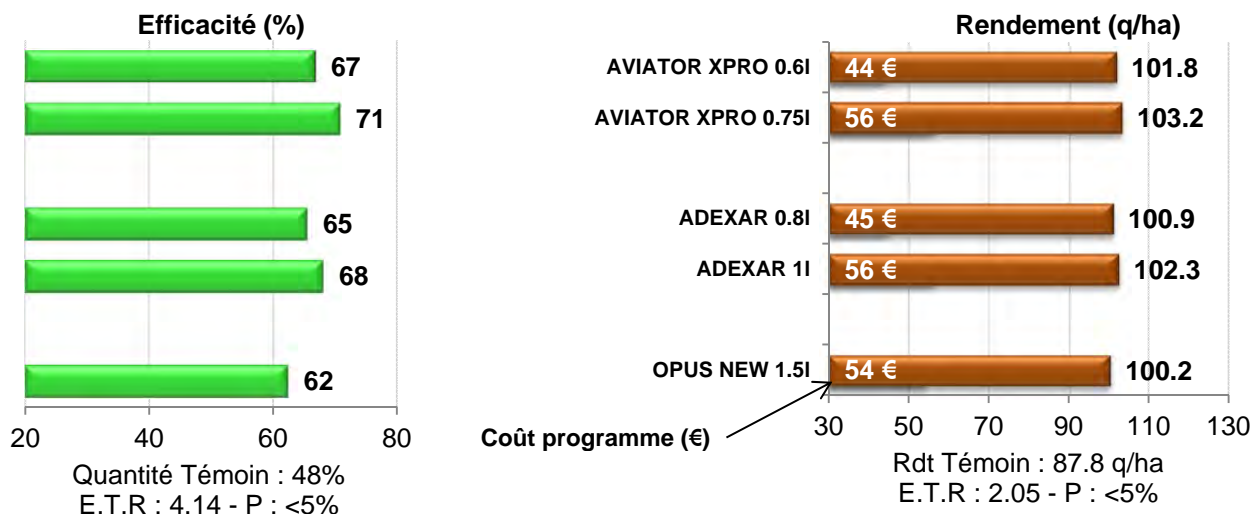 Efficacité (%)
67
71
65
68
62
20 40 60 80
Quantité Témoin : 48%
E.T.R : 4.14 - P : <5%
Rendement (q/ha)
AVIATOR XPRO 0.6l 44 € 101.8
AVIATOR XPRO 0.75l 56 € 103.2
ADEXAR 0.8l 45 € 100.9
ADEXAR 1l 56 € 102.3
OPUS NEW 1.5l 54 € 100.2
Coût programme (€)
30 50 70 90 110 130
Rdt Témoin : 87.8 q/ha
E.T.R : 2.05 - P : <5%